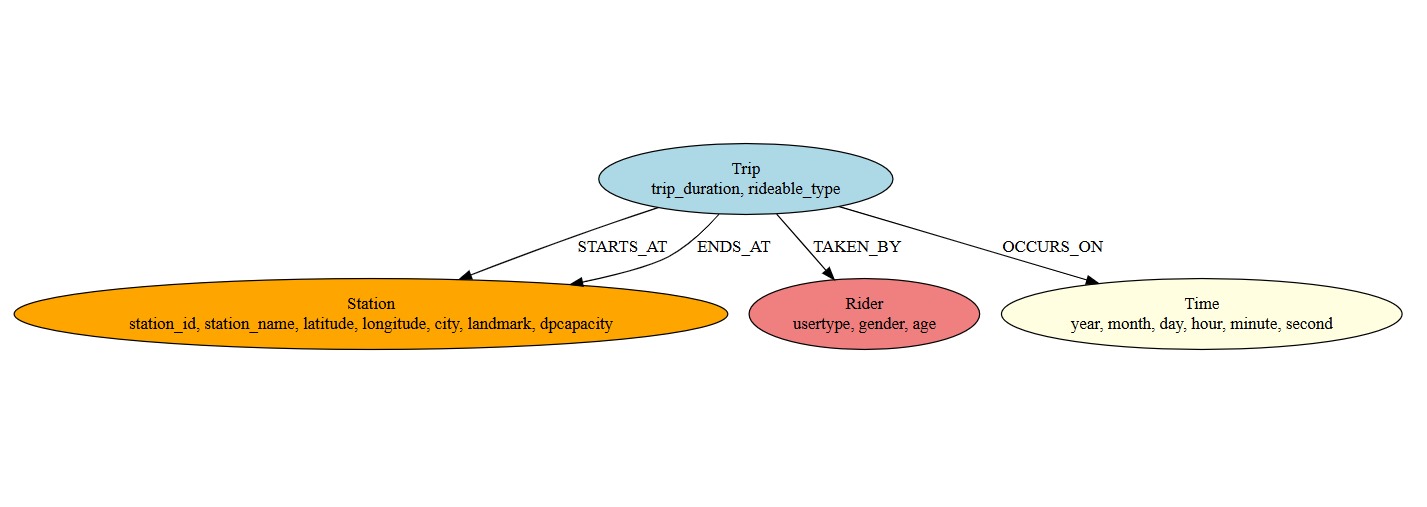 Trip
trip_duration, rideable_type
STARTS_AT
ENDS_AT
TAKEN_BY
OCCURS_ON
Station
station_id, station_name, latitude, longitude, city, landmark, dpcapacity
Rider
usertype, gender, age
Time
year, month, day, hour, minute, second